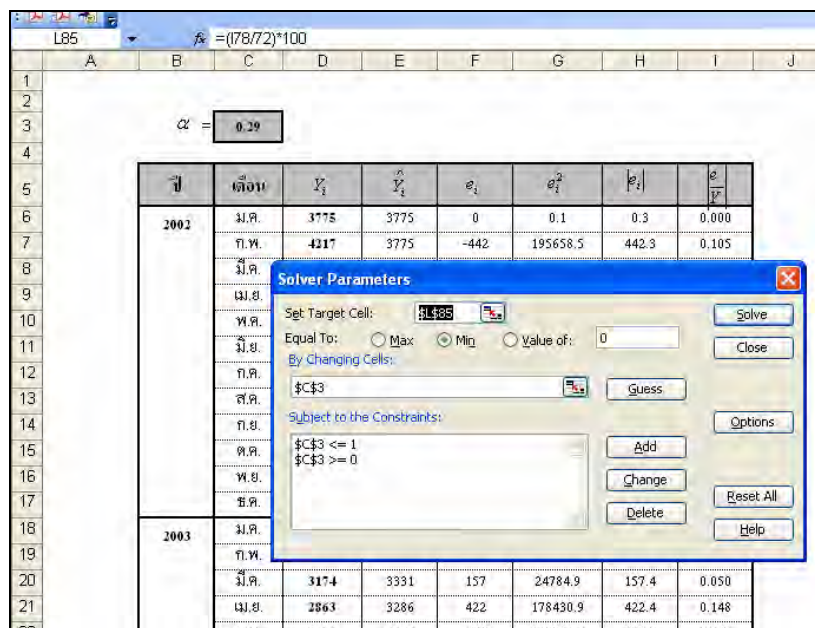 L85 fx =(I78/72)*100
A B C D E F G H I J
1
2
3 α = 0.29
4
5 ปี เดือน Yᵢ Ŷᵢ eᵢ eᵢ² |eᵢ| |e/Y|
6 2002 ม.ค. 3775 3775 0 0.1 0.3 0.000
7 ก.พ. 4217 3775 -442 195658.5 442.3 0.105
8 มี.ค.
9 เม.ย.
10 พ.ค.
11 มิ.ย.
12 ก.ค.
13 ส.ค.
14 ก.ย.
15 ต.ค.
16 พ.ย.
17 ธ.ค.
18 2003 ม.ค.
19 ก.พ.
20 มี.ค. 3174 3331 157 24784.9 157.4 0.050
21 เม.ย. 2863 3286 422 178430.9 422.4 0.148
Solver Parameters
Set Target Cell: $L$85 Solve
Equal To: Max Min Value of: 0 Close
By Changing Cells:
$C$3 Guess
Subject to the Constraints: Options
$C$3 <= 1 Add
$C$3 >= 0
Change
Reset All
Delete
Help